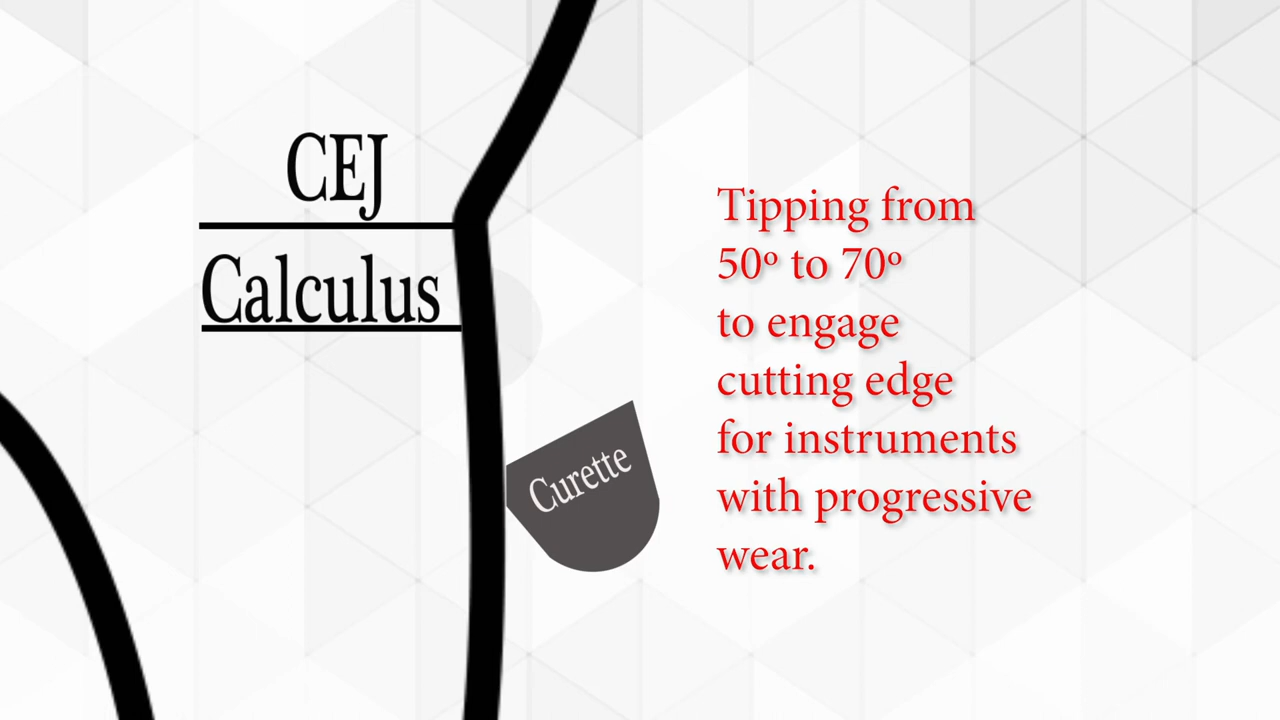 CEJ
Calculus
Curette
Tipping from
50º to 70º
to engage
cutting edge
for instruments
with progressive
wear.